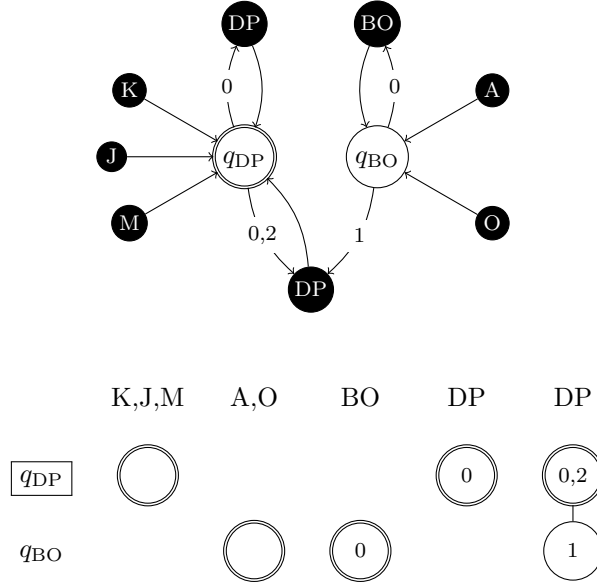 DP BO
K 0 0 A
J q_DP q_BO
M 0,2 1 O
DP
K,J,M A,O BO DP DP
q_DP 0 0,2
q_BO 0 1